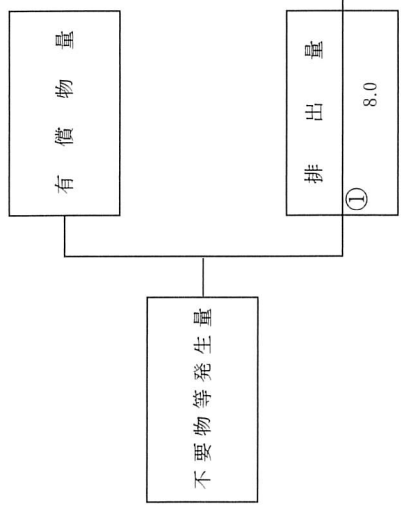 不要物等発生量
有償物量
排出量
①
8.0